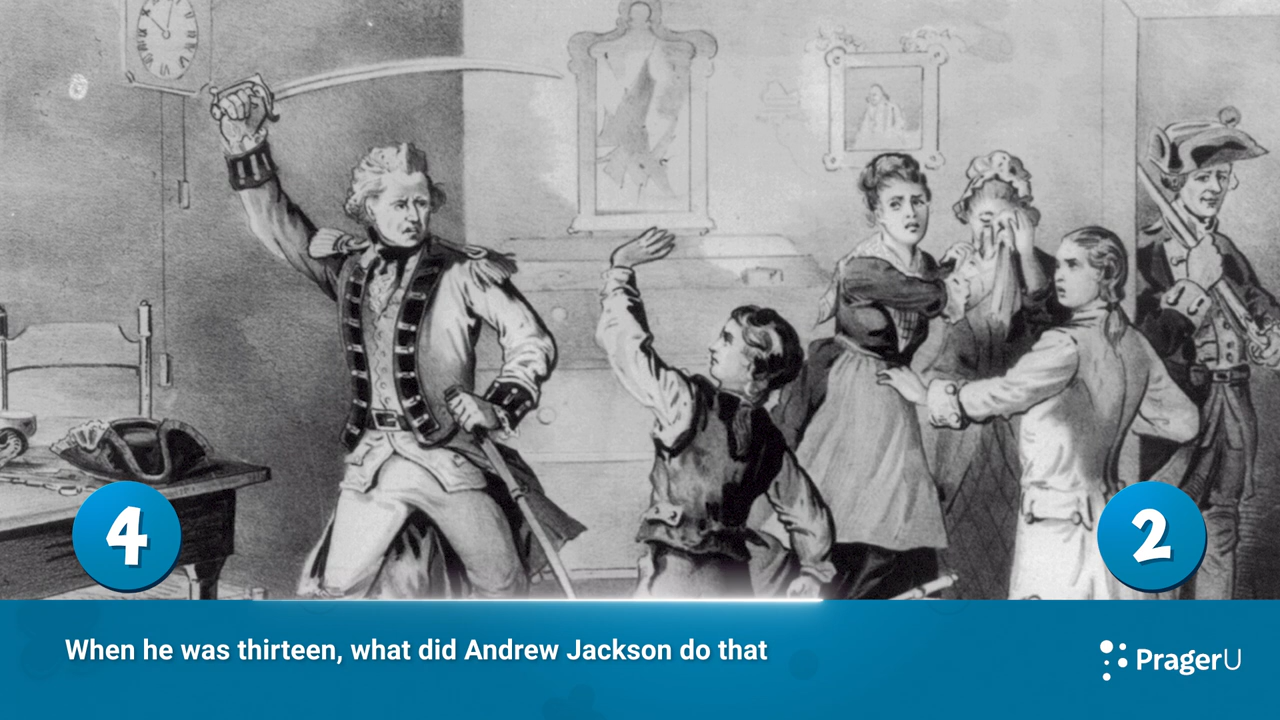 4
2
When he was thirteen, what did Andrew Jackson do that
PragerU